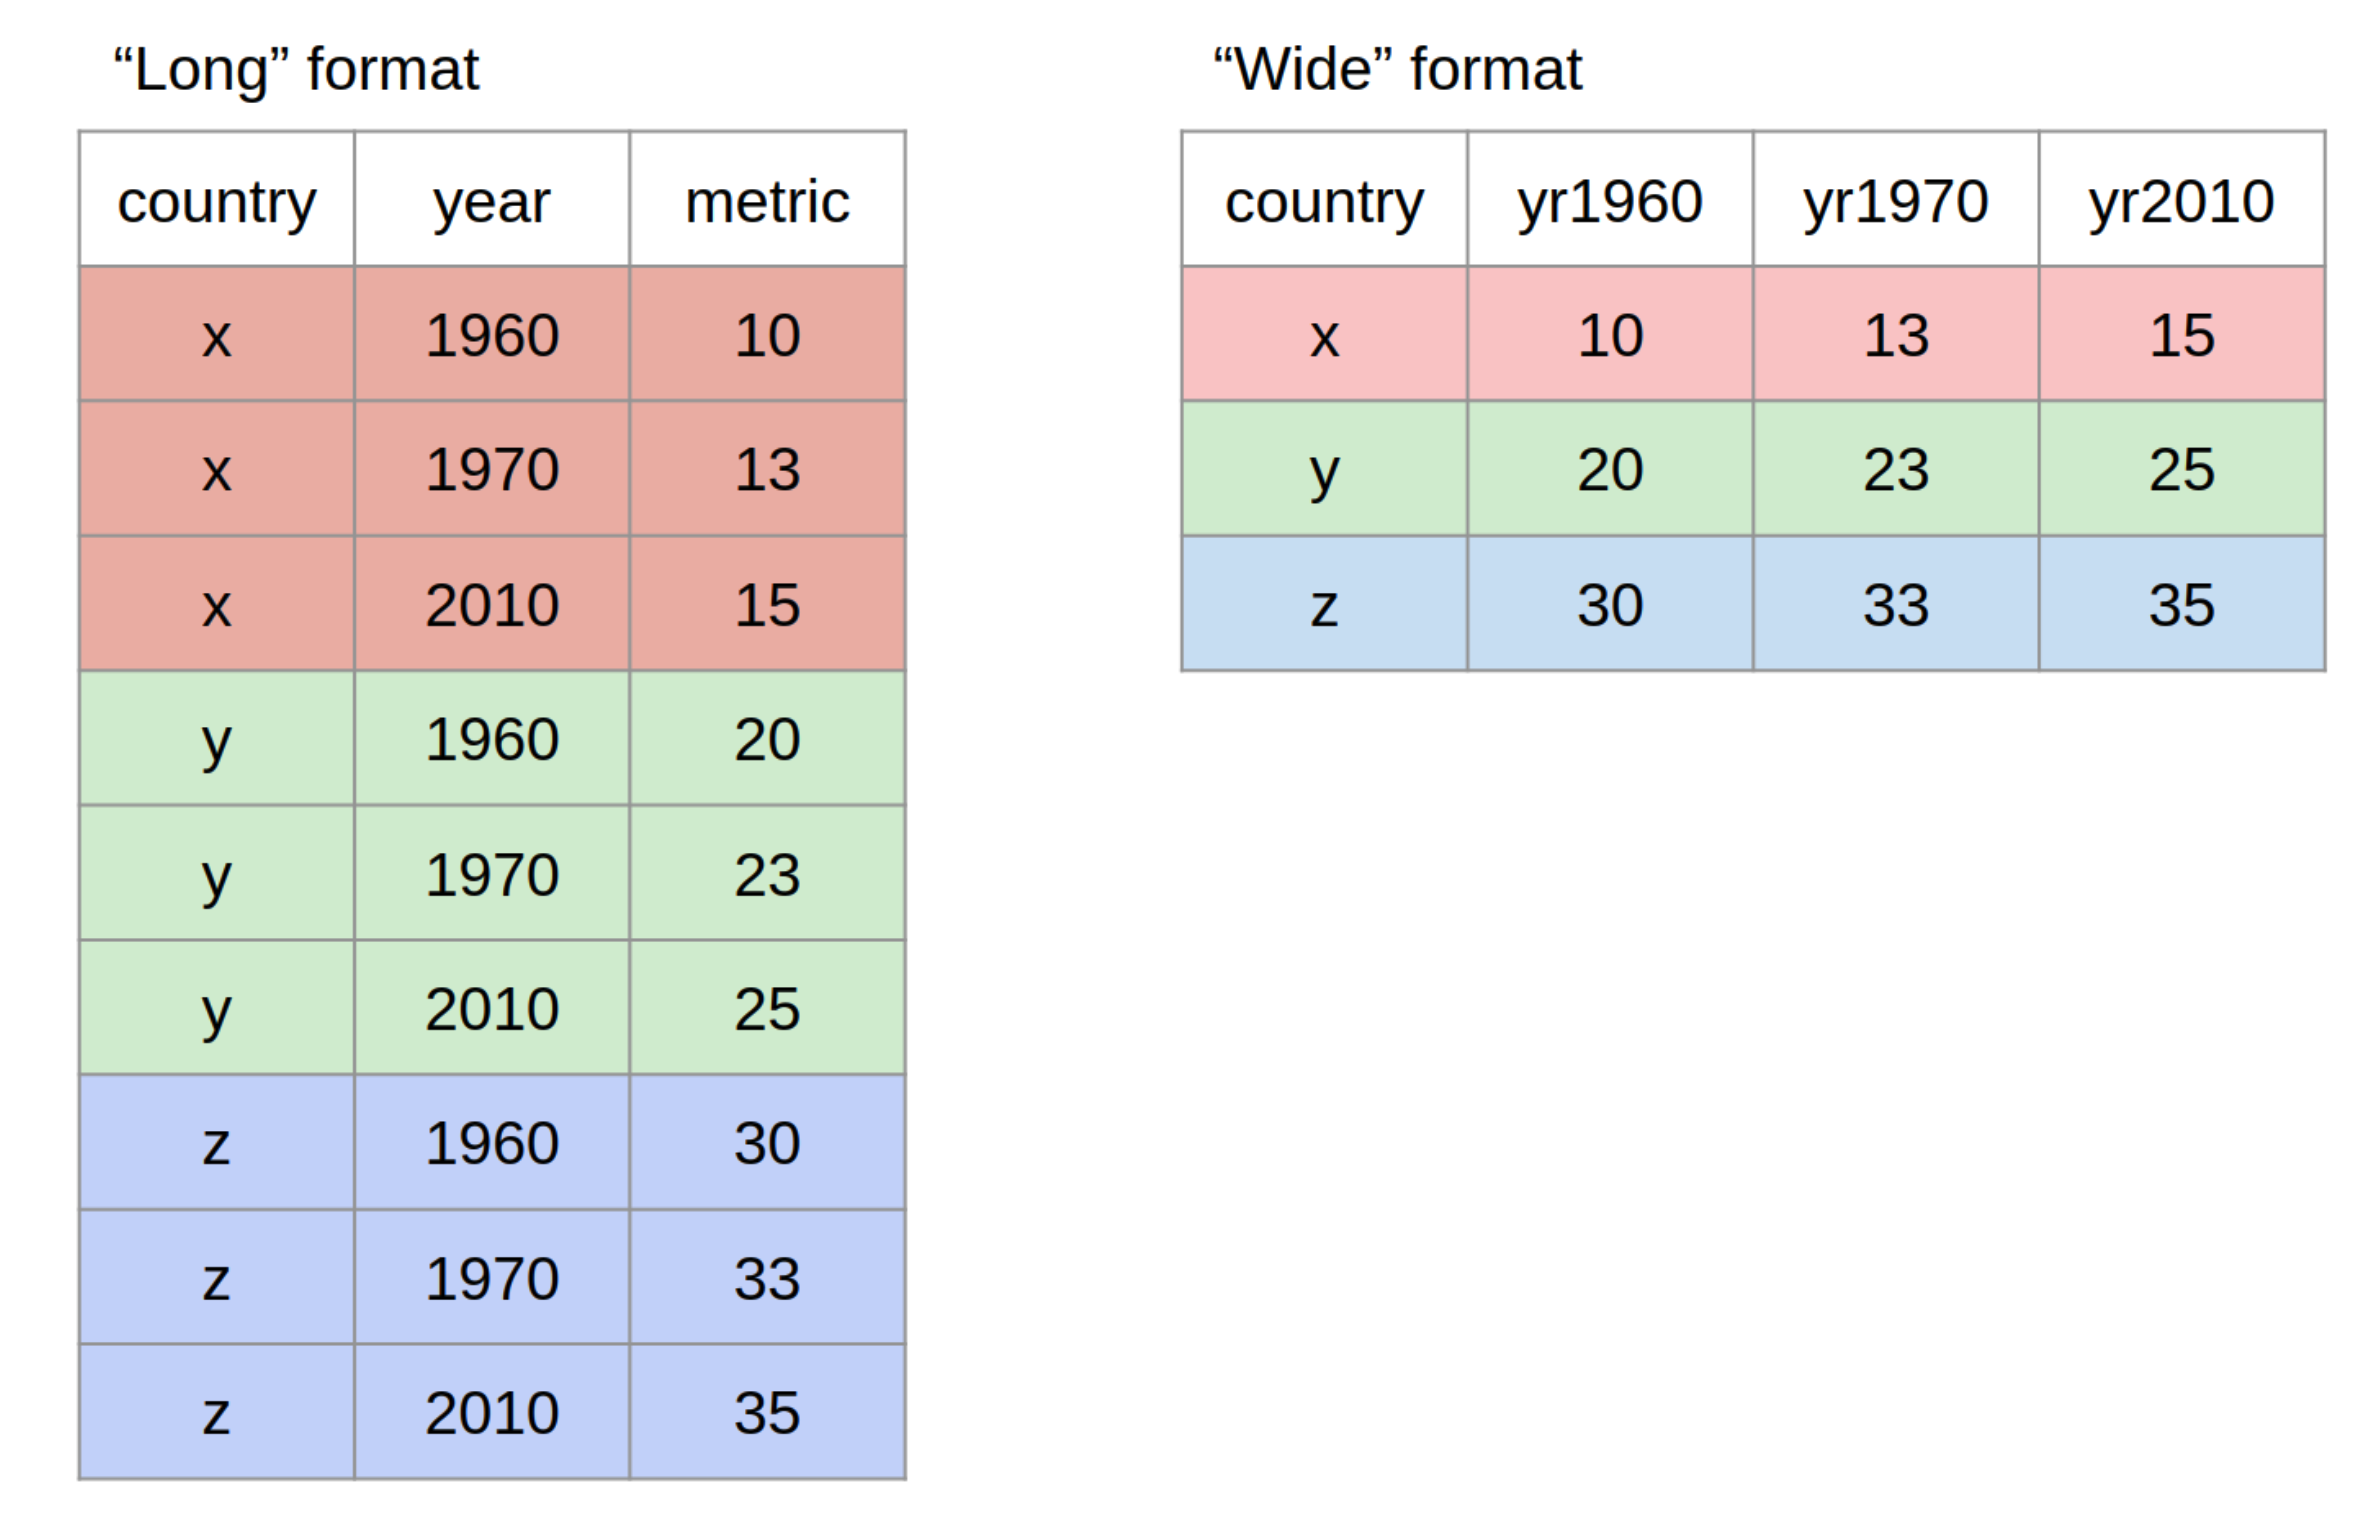 “Long” format
country year metric
x 1960 10
x 1970 13
x 2010 15
y 1960 20
y 1970 23
y 2010 25
z 1960 30
z 1970 33
z 2010 35
“Wide” format
country yr1960 yr1970 yr2010
x 10 13 15
y 20 23 25
z 30 33 35